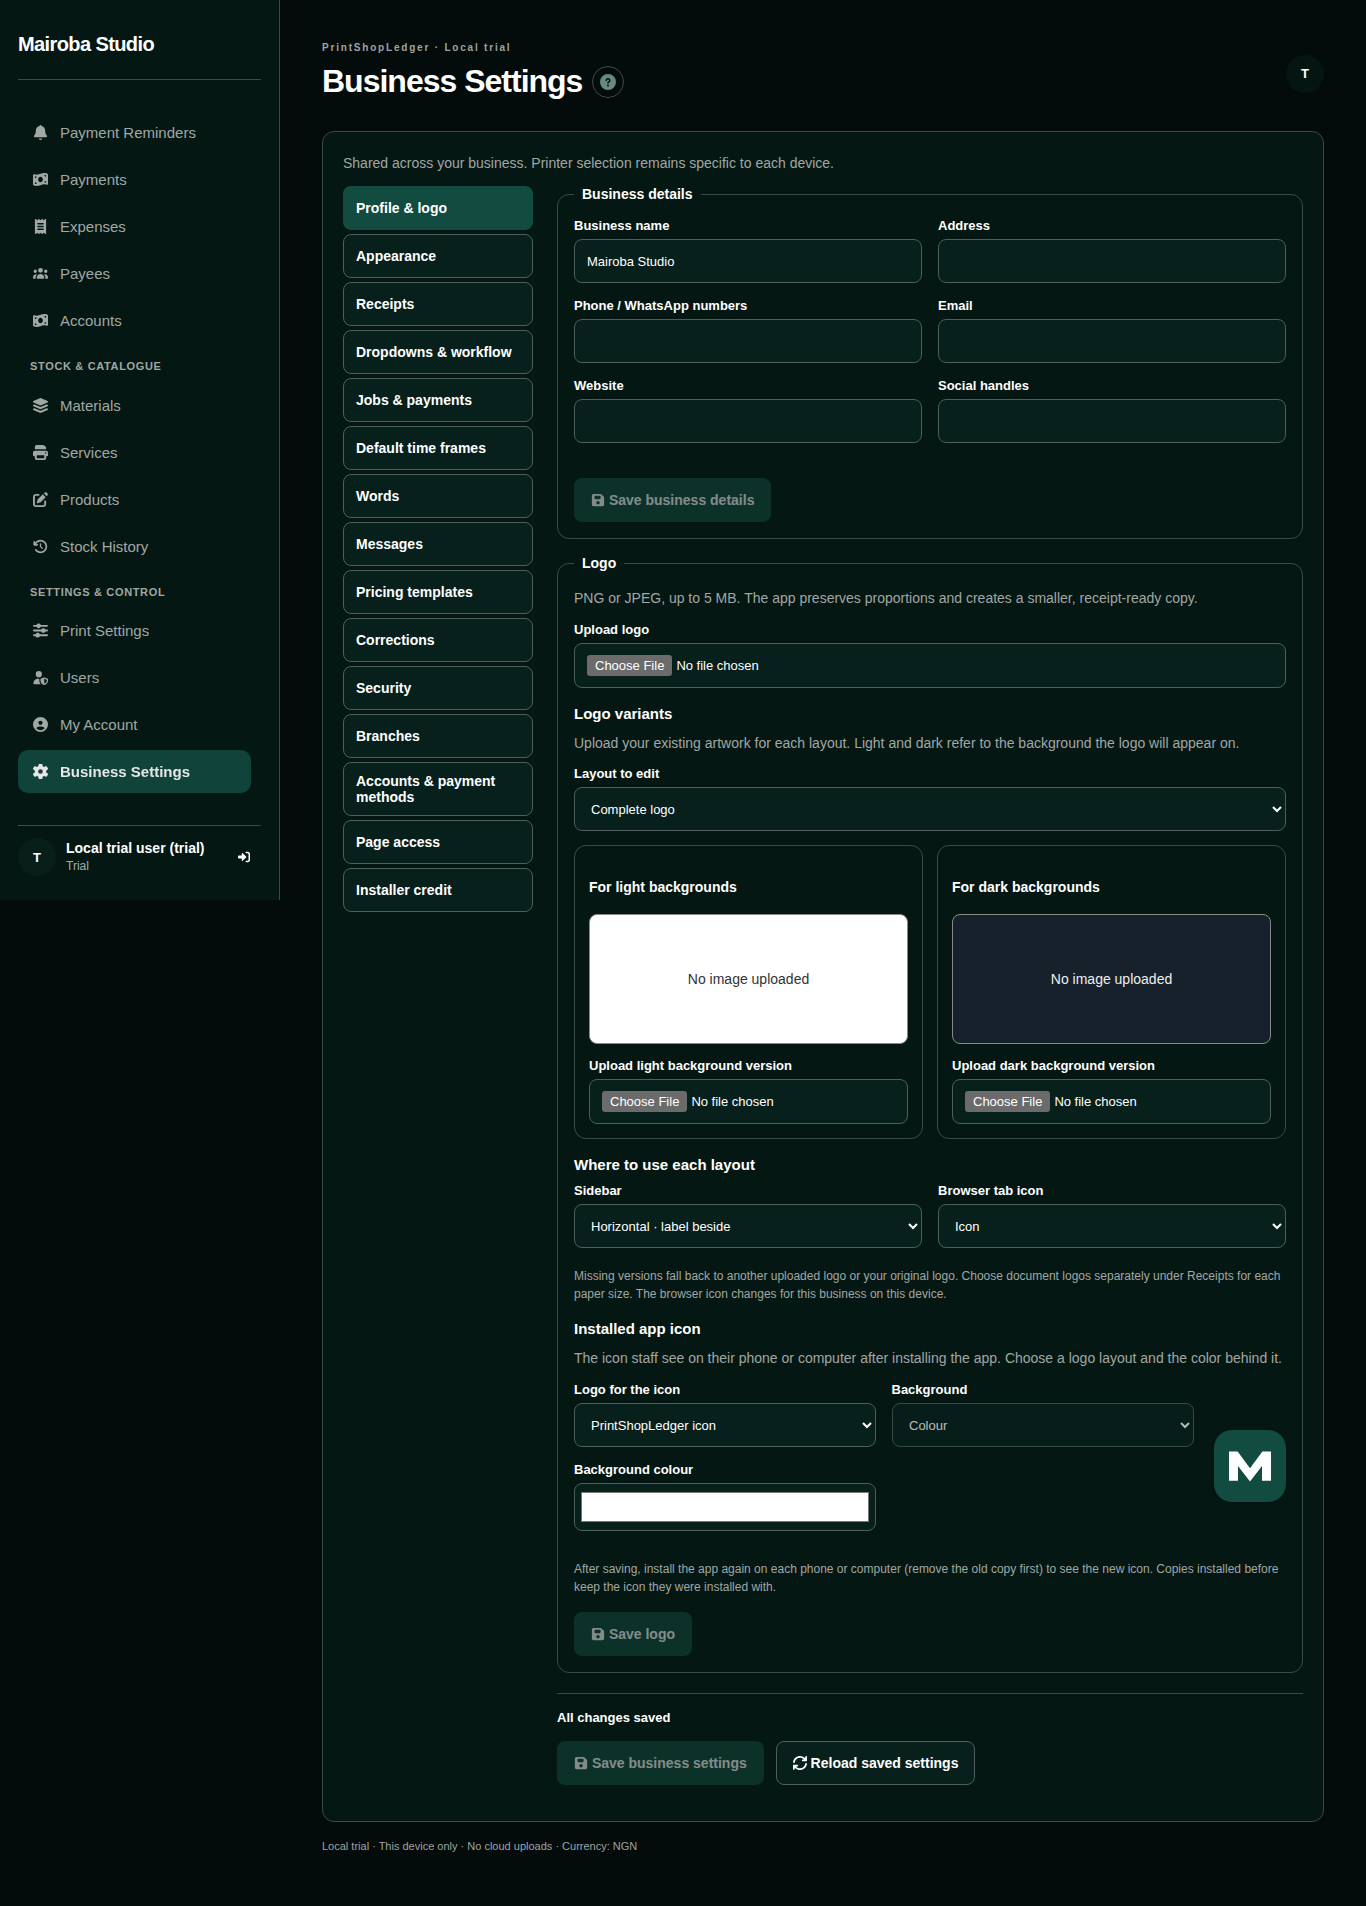 Mairoba Studio
Payment Reminders
Payments
Expenses
Payees
Accounts
STOCK & CATALOGUE
Materials
Services
Products
Stock History
SETTINGS & CONTROL
Print Settings
Users
My Account
Business Settings
T
Local trial user (trial)
Trial
PrintShopLedger · Local trial
Business Settings
?
T
Shared across your business. Printer selection remains specific to each device.
Profile & logo
Appearance
Receipts
Dropdowns & workflow
Jobs & payments
Default time frames
Words
Messages
Pricing templates
Corrections
Security
Branches
Accounts & payment
methods
Page access
Installer credit
Business details
Business name
Address
Mairoba Studio
Phone / WhatsApp numbers
Email
Website
Social handles
Save business details
Logo
PNG or JPEG, up to 5 MB. The app preserves proportions and creates a smaller, receipt-ready copy.
Upload logo
Choose File No file chosen
Logo variants
Upload your existing artwork for each layout. Light and dark refer to the background the logo will appear on.
Layout to edit
Complete logo
For light backgrounds
No image uploaded
Upload light background version
Choose File No file chosen
For dark backgrounds
No image uploaded
Upload dark background version
Choose File No file chosen
Where to use each layout
Sidebar
Browser tab icon
Horizontal · label beside
Icon
Missing versions fall back to another uploaded logo or your original logo. Choose document logos separately under Receipts for each
paper size. The browser icon changes for this business on this device.
Installed app icon
The icon staff see on their phone or computer after installing the app. Choose a logo layout and the color behind it.
Logo for the icon
Background
PrintShopLedger icon
Colour
M
Background colour
After saving, install the app again on each phone or computer (remove the old copy first) to see the new icon. Copies installed before
keep the icon they were installed with.
Save logo
All changes saved
Save business settings
Reload saved settings
Local trial · This device only · No cloud uploads · Currency: NGN